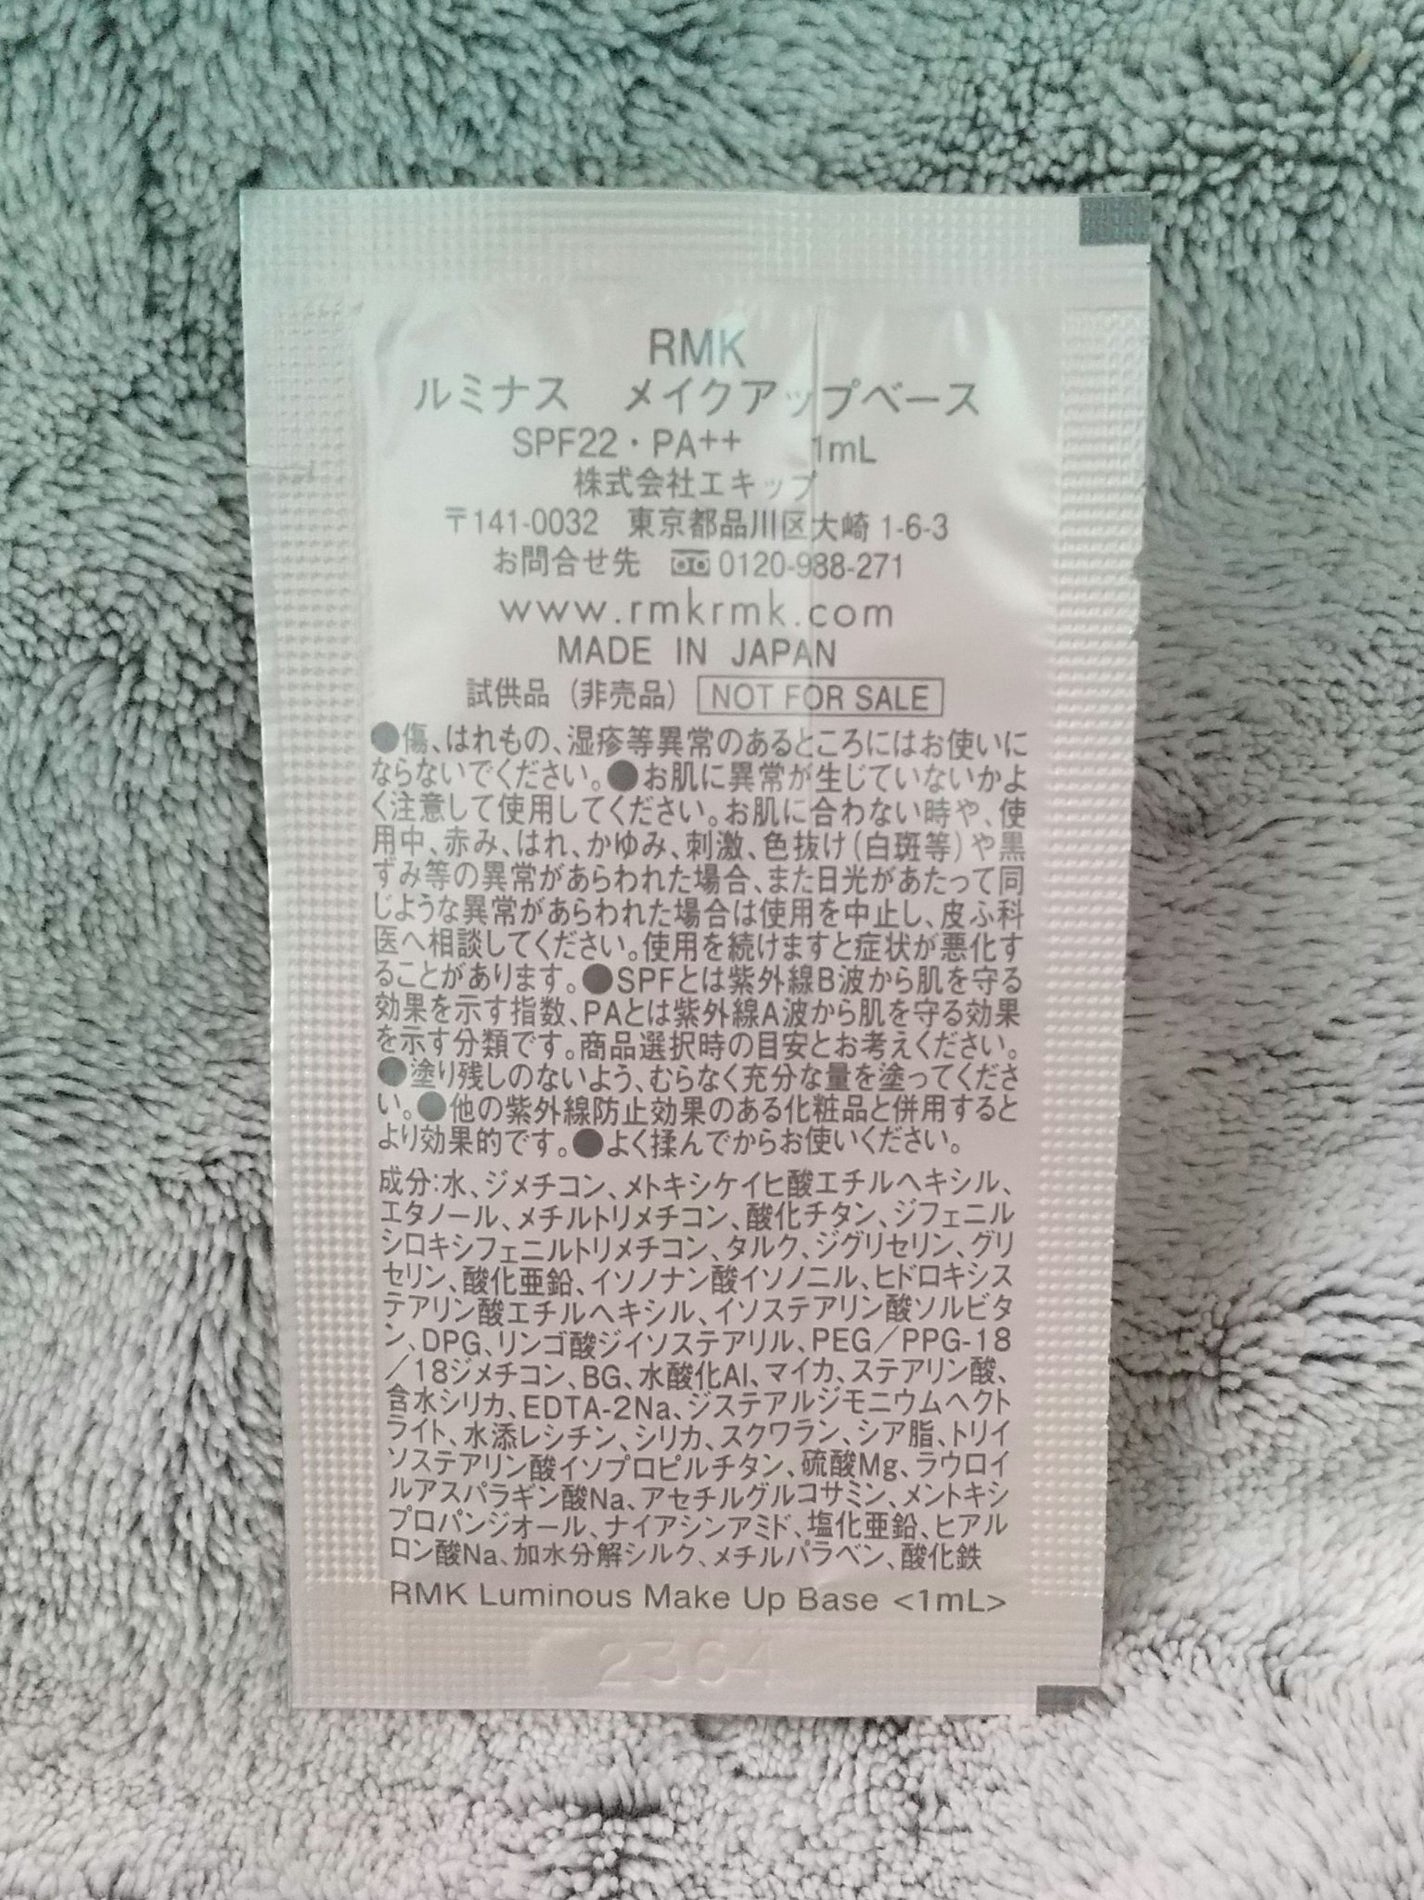 RMK
ルミナス　メイクアップベース
SPF22・PA++　1mL
株式会社エキップ
〒141-0032　東京都品川区大崎 1-6-3
お問合せ先　0120-988-271
www.rmkrmk.com
MADE IN JAPAN
試供品（非売品） NOT FOR SALE
●傷、はれもの、湿疹等異常のあるところにはお使いに
ならないでください。●お肌に異常が生じていないかよ
く注意して使用してください。お肌に合わない時や、使
用中、赤み、はれ、かゆみ、刺激、色抜け（白斑等）や黒
ずみ等の異常があらわれた場合、また日光があたって同
じような異常があらわれた場合は使用を中止し、皮ふ科
医へ相談してください。使用を続けますと症状が悪化す
ることがあります。●SPFとは紫外線B波から肌を守る
効果を示す指数、PAとは紫外線A波から肌を守る効果
を示す分類です。商品選択時の目安とお考えください。
●塗り残しのないよう、むらなく充分な量を塗ってくださ
い。●他の紫外線防止効果のある化粧品と併用すると
より効果的です。●よく揉んでからお使いください。
成分：水、ジメチコン、メトキシケイヒ酸エチルヘキシル、
エタノール、メチルトリメチコン、酸化チタン、ジフェニル
シロキシフェニルトリメチコン、タルク、ジグリセリン、グリ
セリン、酸化亜鉛、イソノナン酸イソノニル、ヒドロキシス
テアリン酸エチルヘキシル、イソステアリン酸ソルビタ
ン、DPG、リンゴ酸ジイソステアリル、PEG／PPG-18
／18ジメチコン、BG、水酸化Al、マイカ、ステアリン酸、
含水シリカ、EDTA-2Na、ジステアルジモニウムヘクト
ライト、水添レシチン、シリカ、スクワラン、シア脂、トリイ
ソステアリン酸イソプロピルチタン、硫酸Mg、ラウロイ
ルアスパラギン酸Na、アセチルグルコサミン、メントキシ
プロパンジオール、ナイアシンアミド、塩化亜鉛、ヒアル
ロン酸Na、加水分解シルク、メチルパラベン、酸化鉄
RMK Luminous Make Up Base <1mL>
2364